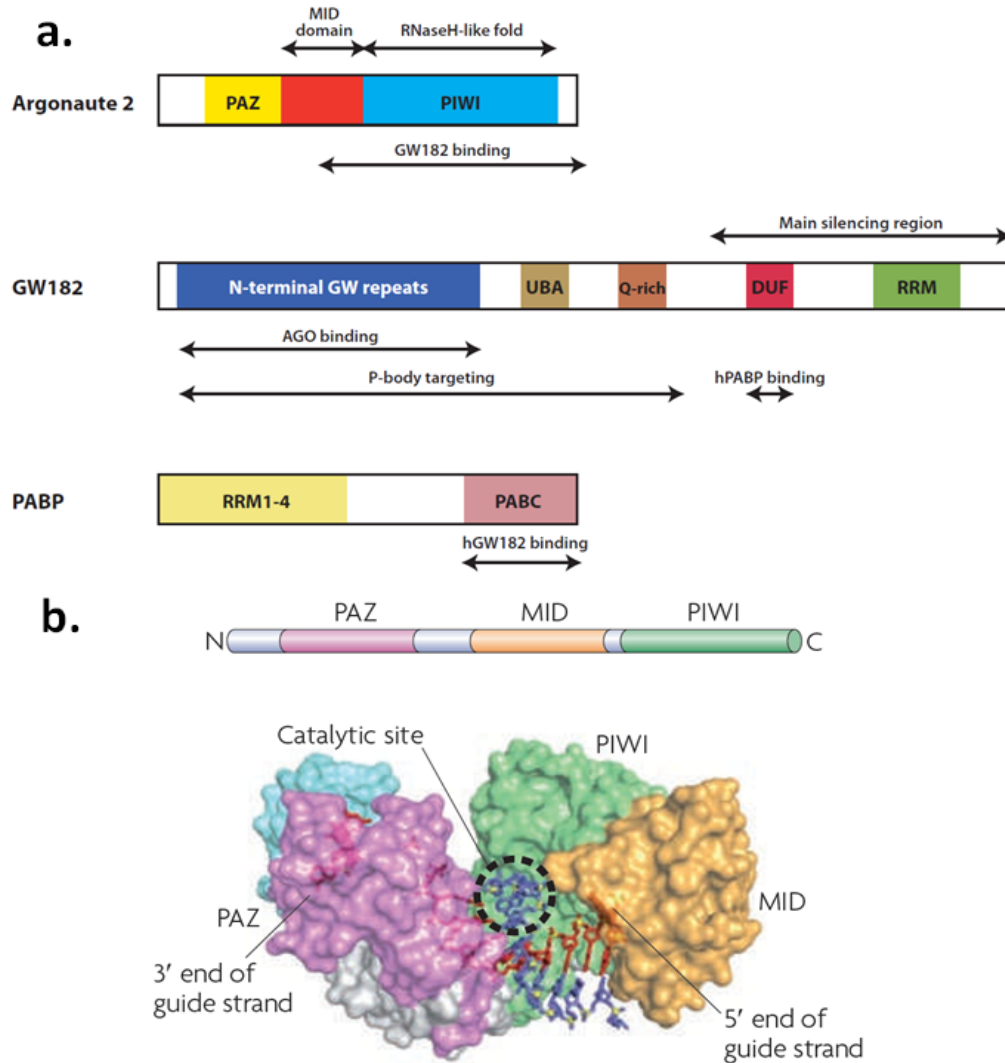 a.
MID
domain
RNaseH-like fold
Argonaute 2
PAZ
PIWI
GW182 binding
Main silencing region
GW182
N-terminal GW repeats
UBA
Q-rich
DUF
RRM
AGO binding
P-body targeting
hPABP binding
PABP
RRM1-4
PABC
hGW182 binding
b.
PAZ
MID
PIWI
N
C
Catalytic site
PIWI
PAZ
MID
3′ end of
guide strand
5′ end of
guide strand